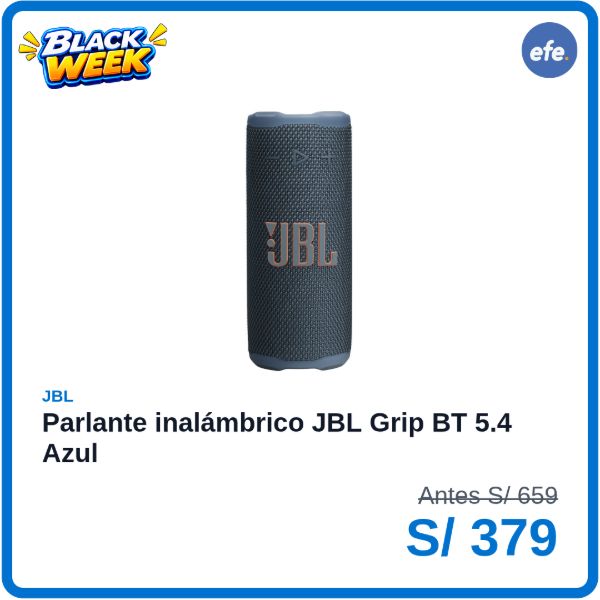 BLACK
WEEK
efe.
JBL
JBL
Parlante inalámbrico JBL Grip BT 5.4
Azul
Antes S/ 659
S/ 379